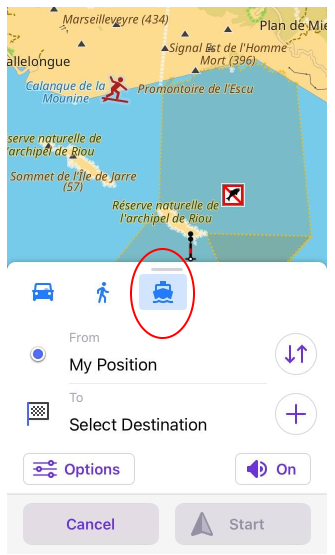 Marseilleveyre (434)
Plan de Mie
Signal Est de l'Homme
Mort (396)
allelongue
Calanque de la
Mounine
Promontoire de l'Escu
serve naturelle de
l'archipel de Riou
Sommet de l'Île de Jarre
(57)
Réserve naturelle de
l'archipel de Riou
From
My Position
To
Select Destination
Options
On
Cancel
Start